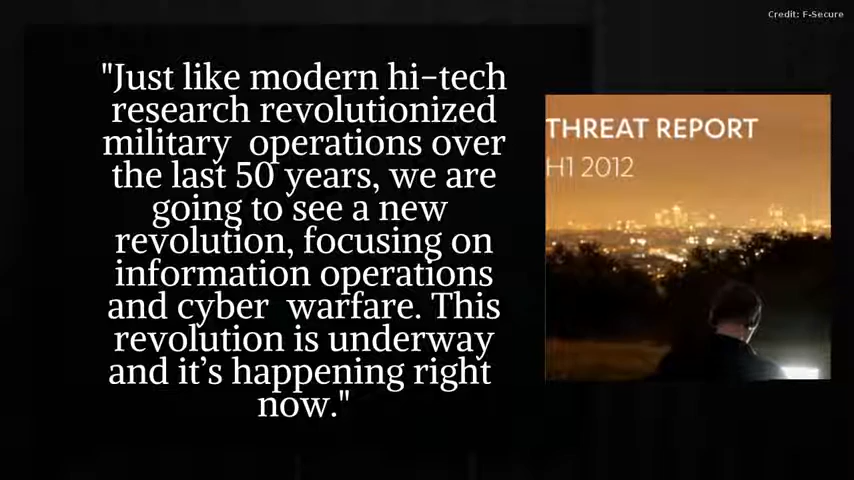 Credit: F-Secure
"Just like modern hi-tech
research revolutionized
military  operations over
the last 50 years, we are
going to see a new
revolution, focusing on
information operations
and cyber  warfare. This
revolution is underway
and it’s happening right
now."
THREAT REPORT
H1 2012